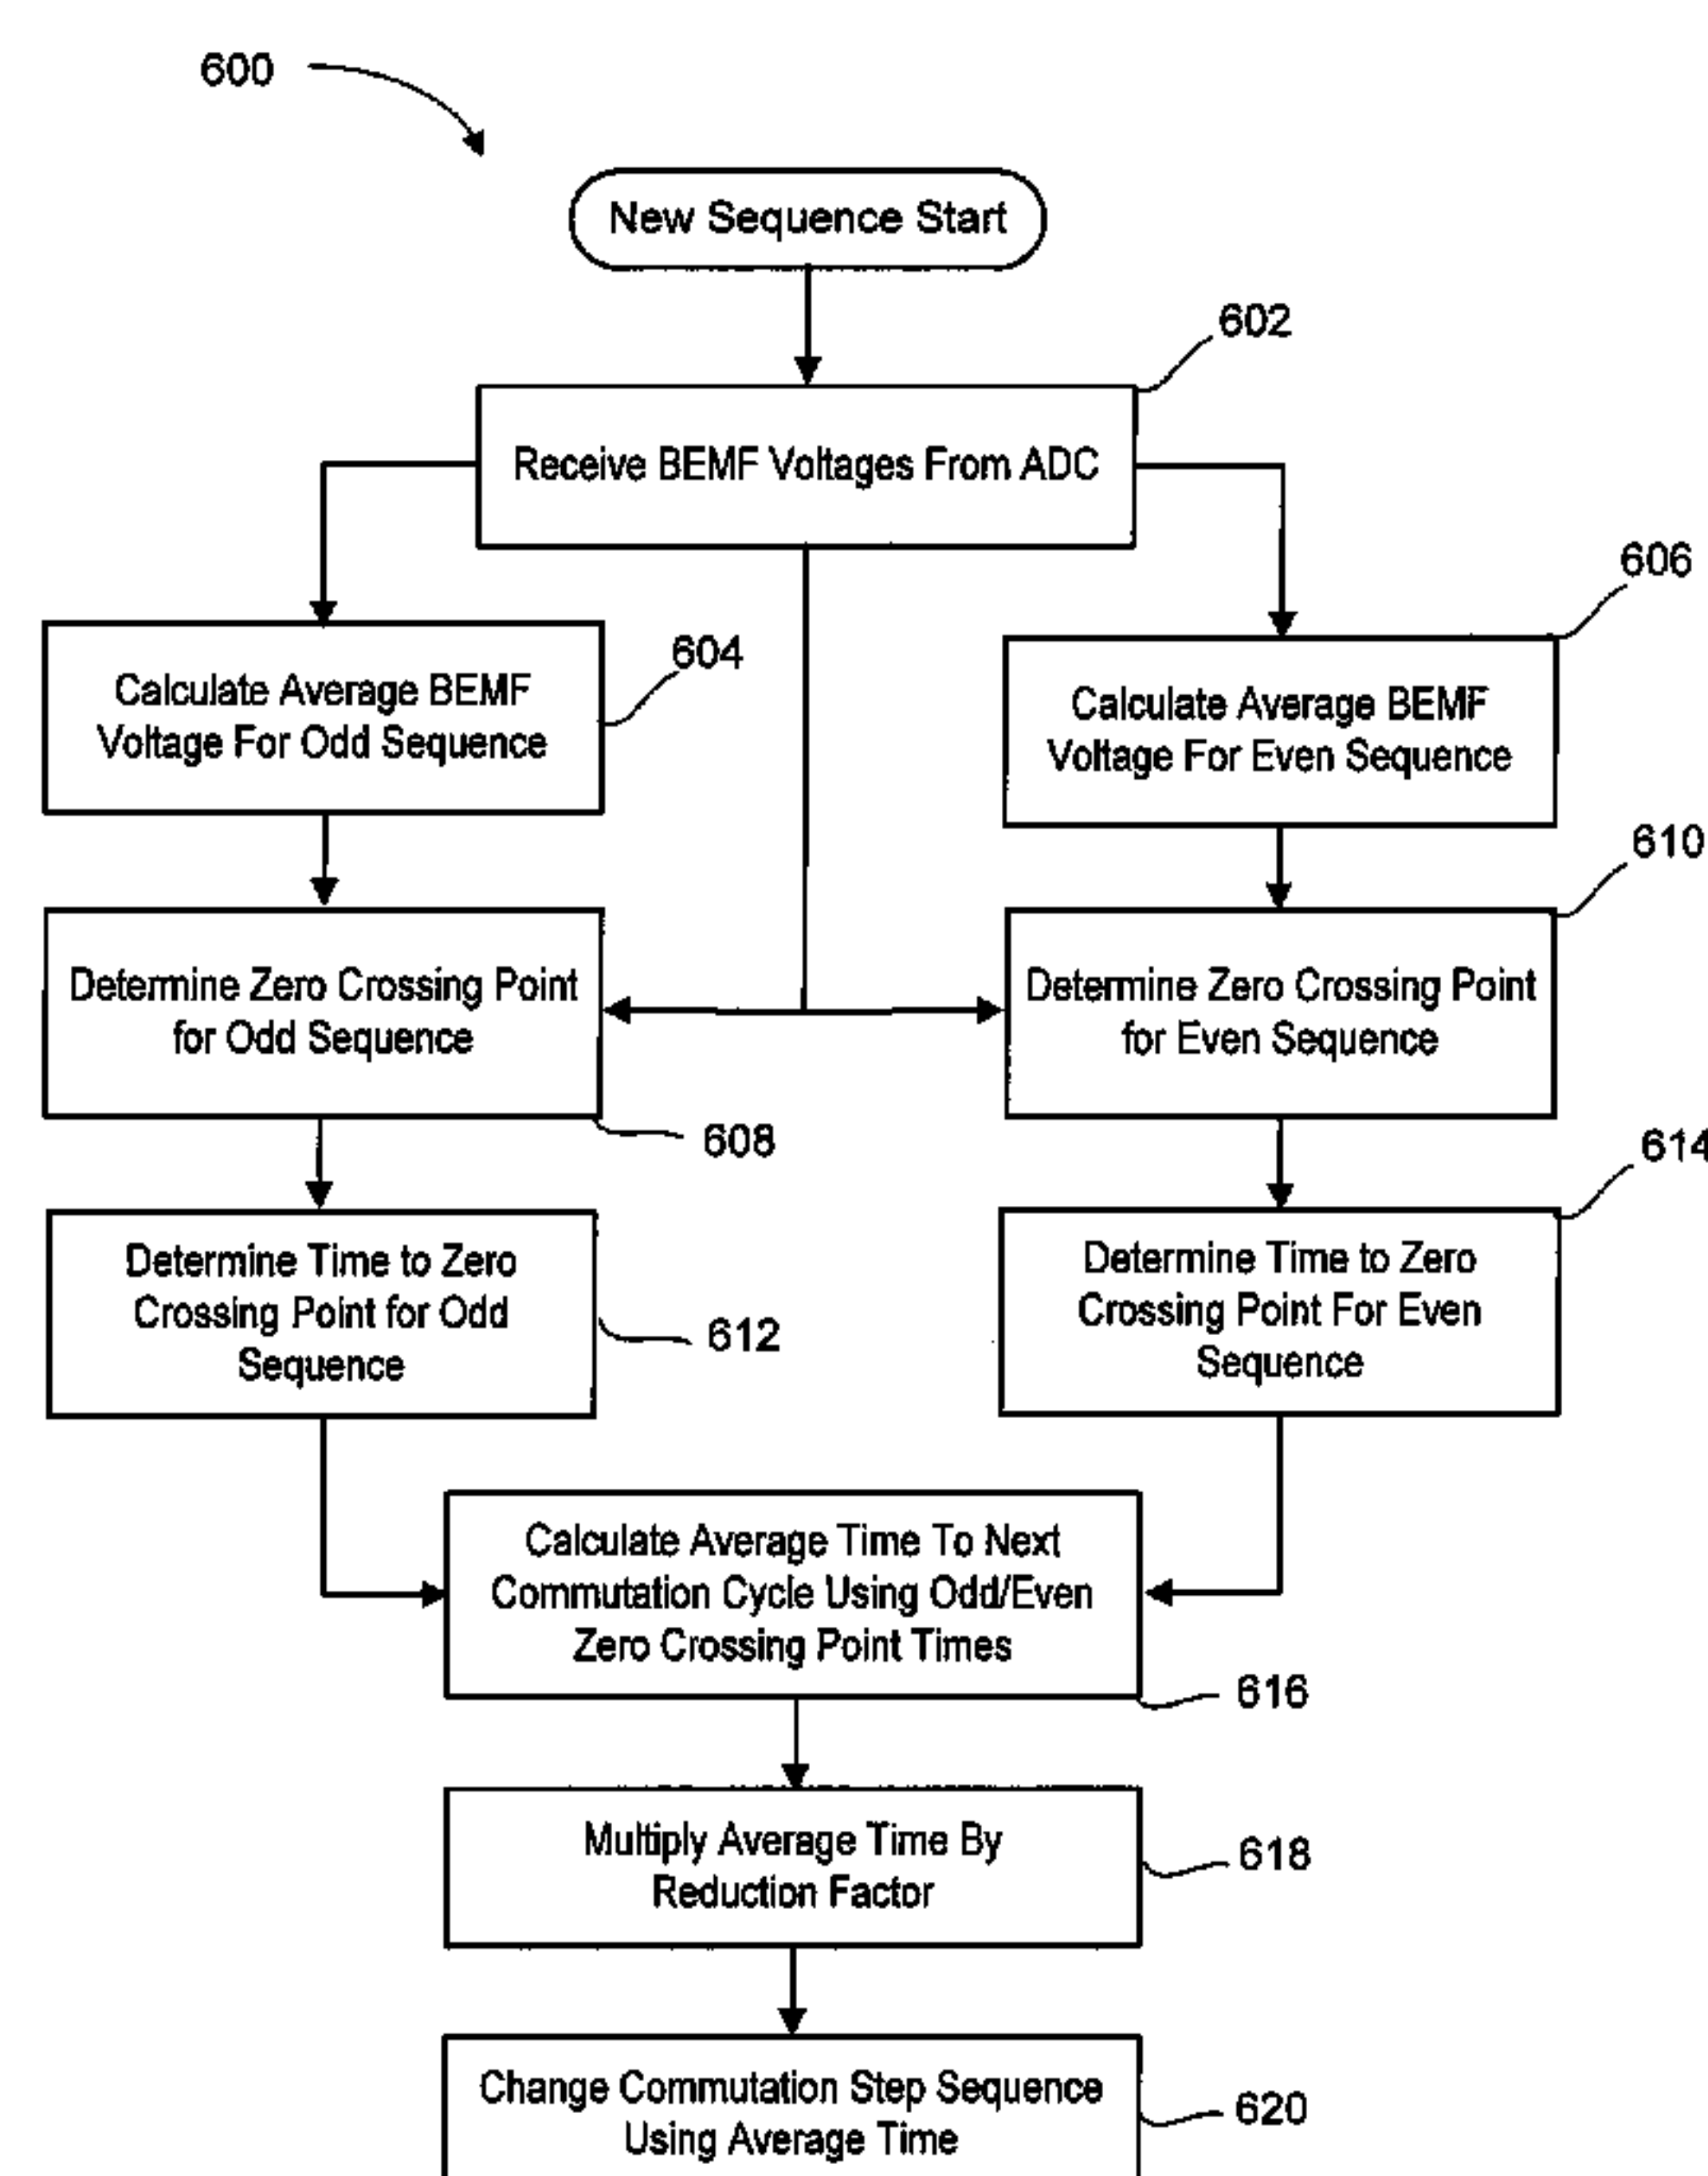 600
New Sequence Start
602
Receive BEMF Voltages From ADC
606
604
Calculate Average BEMF
Voltage For Odd Sequence
Calculate Average BEMF
Voltage For Even Sequence
610
Determine Zero Crossing Point
for Odd Sequence
Determine Zero Crossing Point
for Even Sequence
608
614
Determine Time to Zero
Crossing Point for Odd
Sequence
612
Determine Time to Zero
Crossing Point For Even
Sequence
Calculate Average Time To Next
Commutation Cycle Using Odd/Even
Zero Crossing Point Times
616
Multiply Average Time By
Reduction Factor
618
Change Commutation Step Sequence
Using Average Time
620